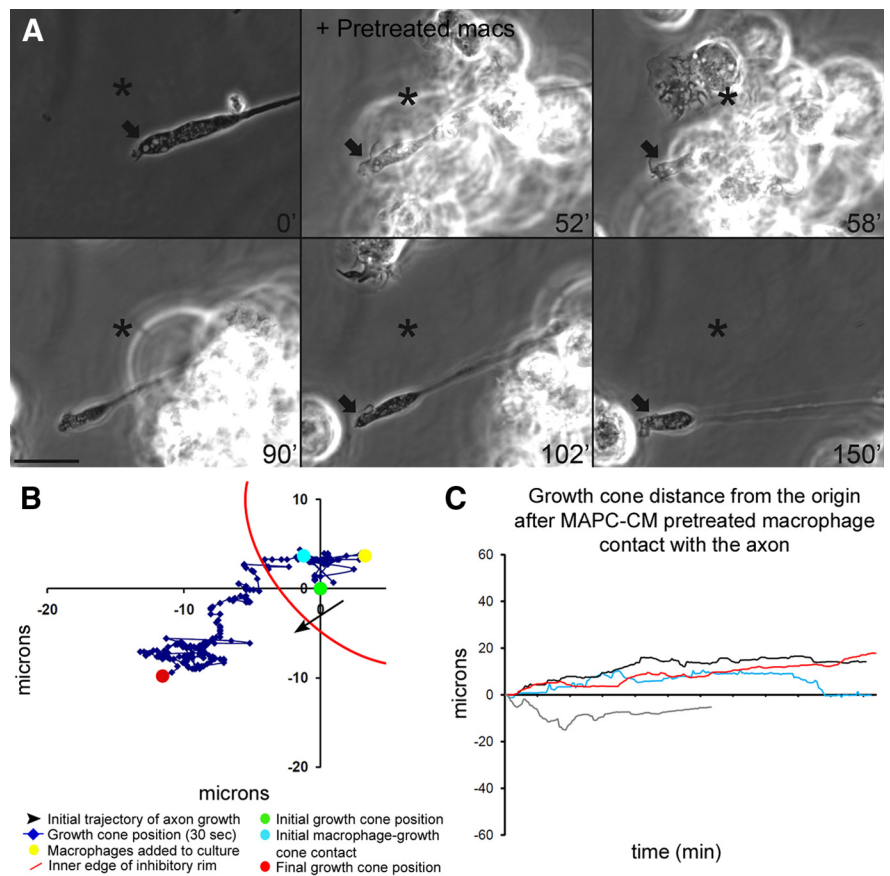 A
+ Pretreated macs
*
*
*
0'
52'
58'
*
*
*
90'
102'
150'
B
10
-20
-10
0
0
-10
-20
microns
microns
Initial trajectory of axon growth
Growth cone position (30 sec)
Macrophages added to culture
Inner edge of inhibitory rim
Initial growth cone position
Initial macrophage-growth
cone contact
Final growth cone position
C
Growth cone distance from the origin
after MAPC-CM pretreated macrophage
contact with the axon
60
40
20
0
-20
-40
-60
microns
time (min)